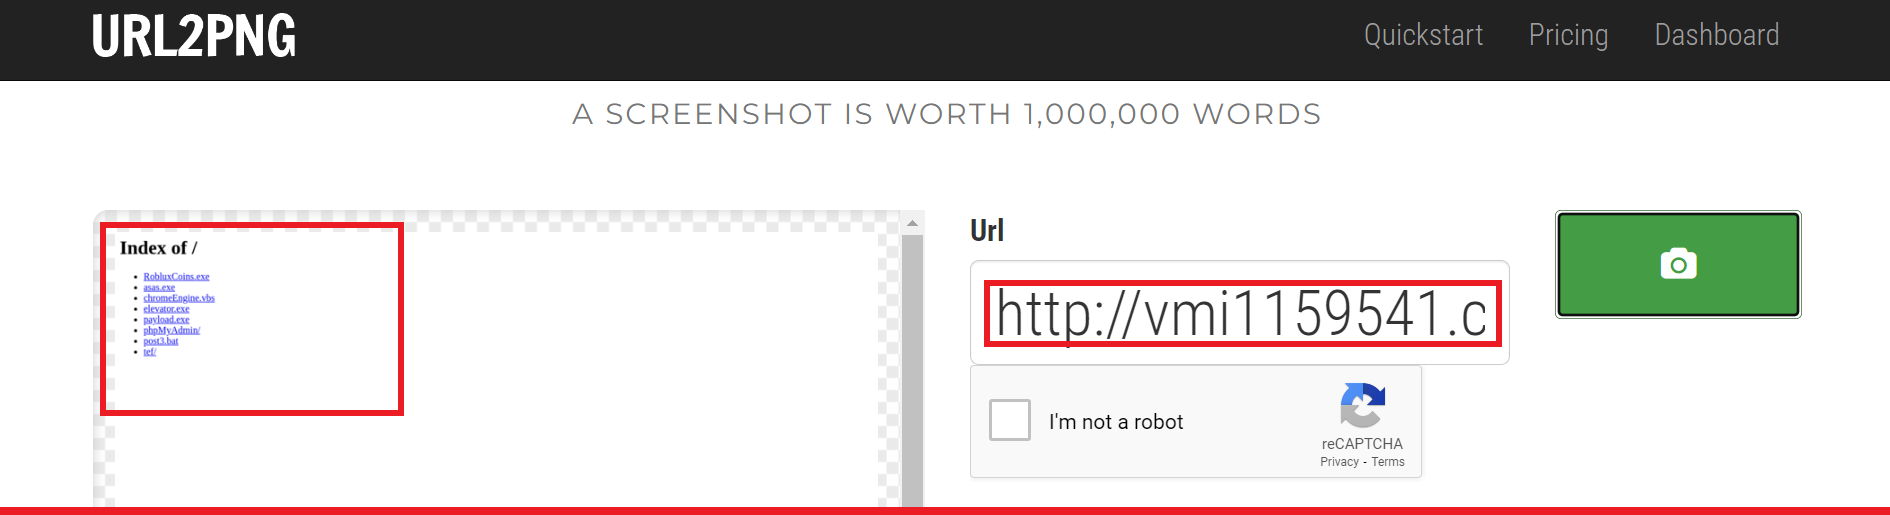 URL2PNG
Quickstart Pricing Dashboard
A SCREENSHOT IS WORTH 1,000,000 WORDS
Index of /
RobluxCoins.exe
asas.exe
chromeEngine.vbs
elevator.exe
payload.exe
phpMyAdmin/
post3.bat
tef/
Url
http://vmi1159541.c
I'm not a robot
reCAPTCHA
Privacy - Terms